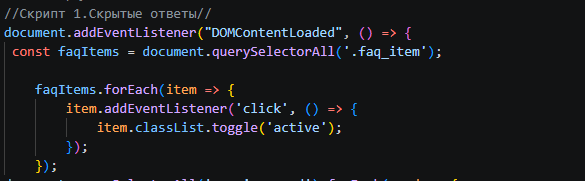 //Скрипт 1.Скрытые ответы//
document.addEventListener("DOMContentLoaded", () => {
 const faqItems = document.querySelectorAll('.faq_item');

    faqItems.forEach(item => {
        item.addEventListener('click', () => {
            item.classList.toggle('active');
        });
    });